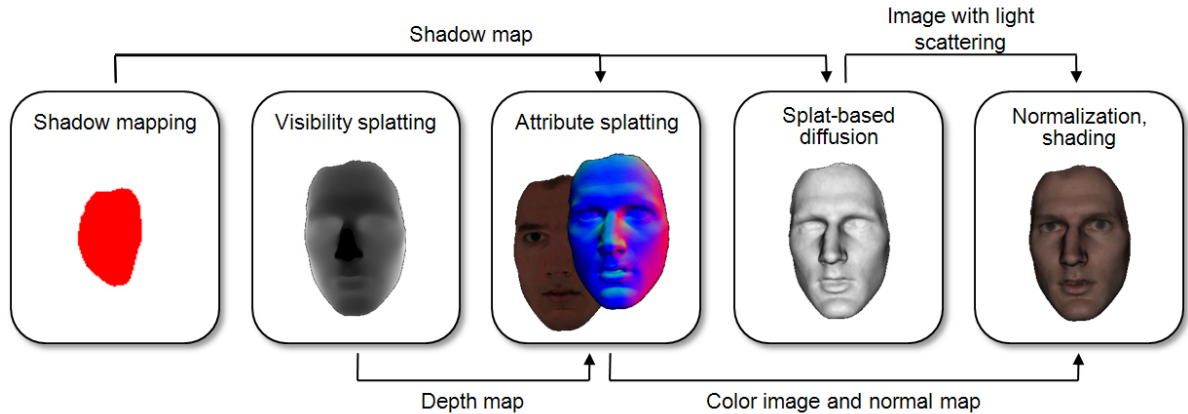 Shadow map
Image with light
scattering
Shadow mapping
Visibility splatting
Attribute splatting
Splat-based
diffusion
Normalization,
shading
Depth map
Color image and normal map